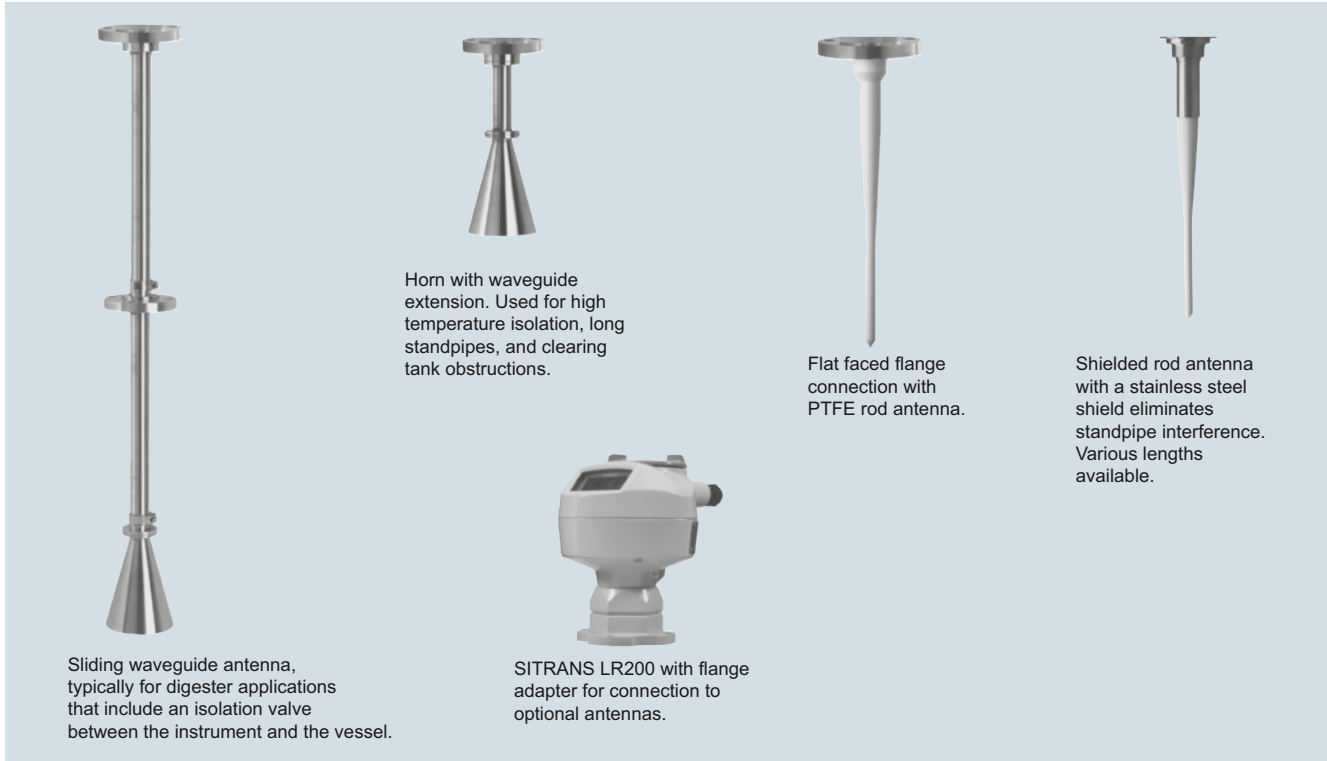 Horn with waveguide
extension. Used for high
temperature isolation, long
standpipes, and clearing
tank obstructions.
Flat faced flange
connection with
PTFE rod antenna.
Shielded rod antenna
with a stainless steel
shield eliminates
standpipe interference.
Various lengths
available.
Sliding waveguide antenna,
typically for digester applications
that include an isolation valve
between the instrument and the vessel.
SITRANS LR200 with flange
adapter for connection to
optional antennas.